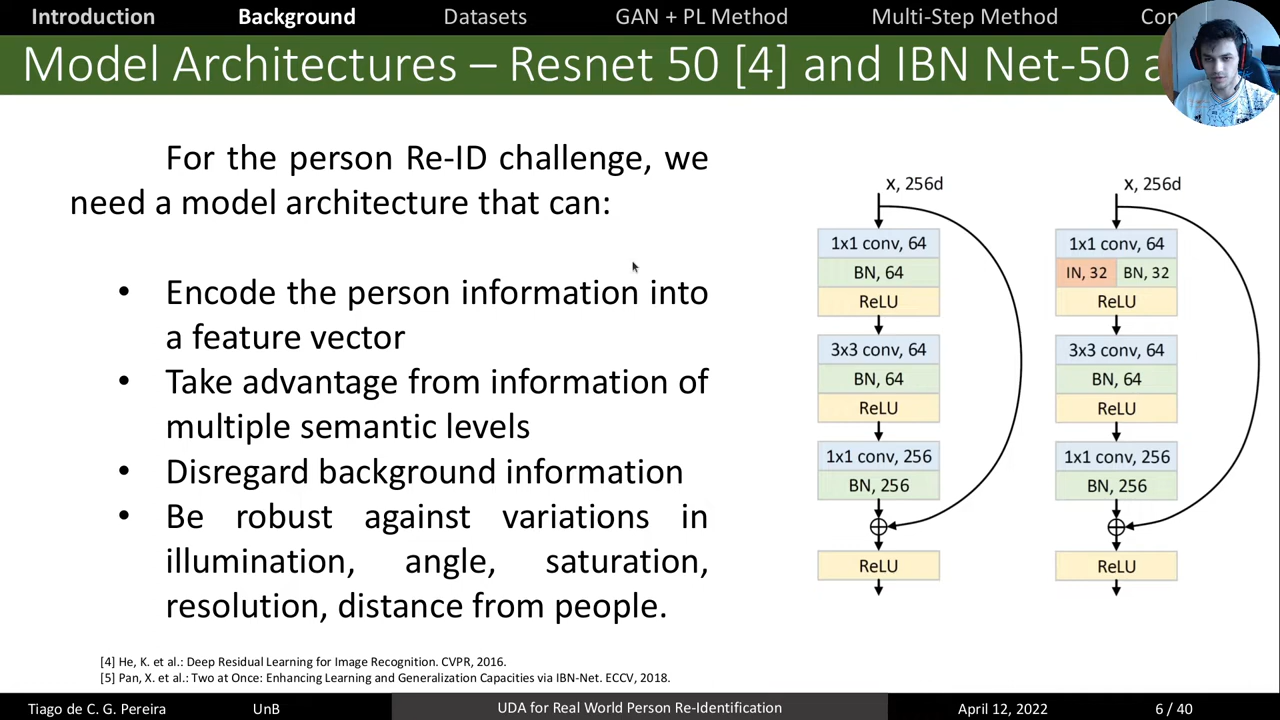 Introduction Background Datasets GAN + PL Method Multi-Step Method Con
Model Architectures – Resnet 50 [4] and IBN Net-50 a
For the person Re-ID challenge, we
need a model architecture that can:
• Encode the person information into
a feature vector
• Take advantage from information of
multiple semantic levels
• Disregard background information
• Be robust against variations in
illumination, angle, saturation,
resolution, distance from people.
x, 256d
1x1 conv, 64
BN, 64
ReLU
3x3 conv, 64
BN, 64
ReLU
1x1 conv, 256
BN, 256
ReLU
x, 256d
1x1 conv, 64
IN, 32 BN, 32
ReLU
3x3 conv, 64
BN, 64
ReLU
1x1 conv, 256
BN, 256
ReLU
[4] He, K. et al.: Deep Residual Learning for Image Recognition. CVPR, 2016.
[5] Pan, X. et al.: Two at Once: Enhancing Learning and Generalization Capacities via IBN-Net. ECCV, 2018.
Tiago de C. G. Pereira UnB UDA for Real World Person Re-Identification April 12, 2022 6 / 40